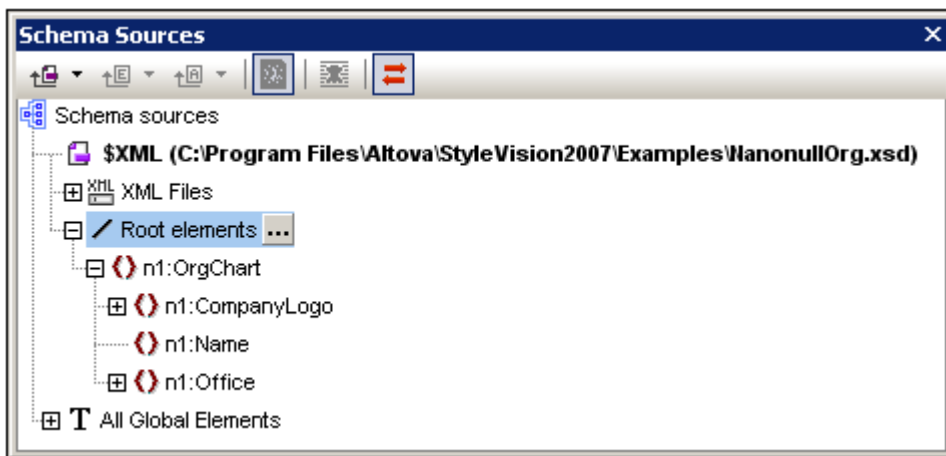 Schema Sources
Schema sources
$XML (C:\Program Files\Altova\StyleVision2007\Examples\NanonullOrg.xsd)
XML XML Files
Root elements ...
n1:OrgChart
n1:CompanyLogo
n1:Name
n1:Office
T All Global Elements